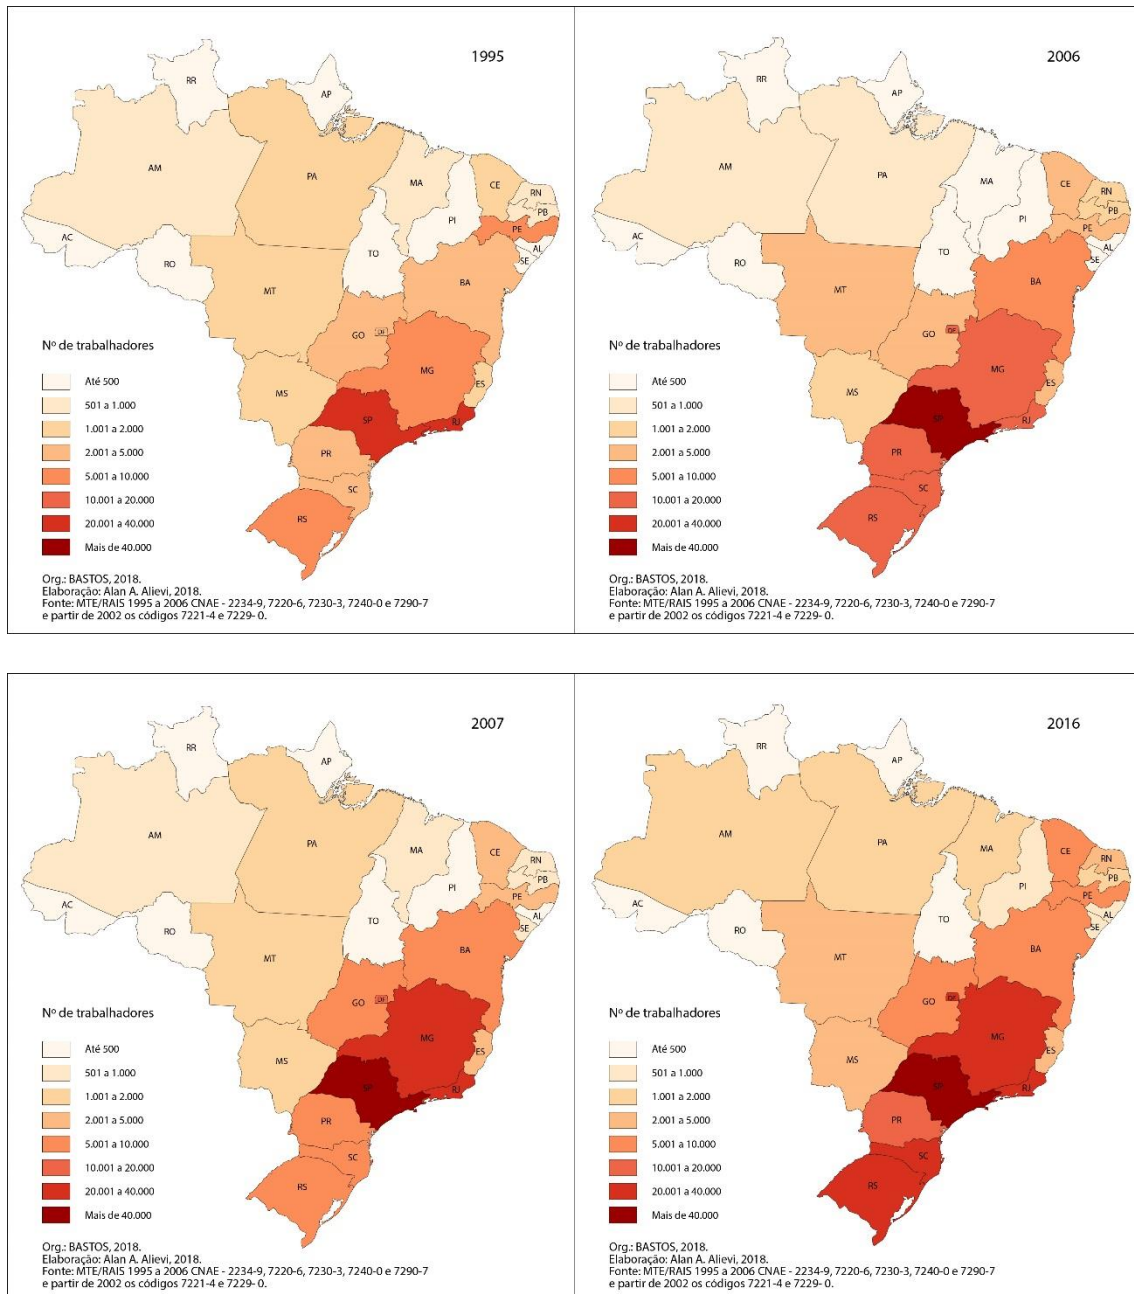 1995
RR
AP
AM
PA
MA
CE
RN
PB
PE
PI
AL
SE
AC
RO
TO
BA
MT
GO
DF
MG
ES
MS
SP
RJ
PR
SC
RS
Nº de trabalhadores
Até 500
501 a 1.000
1.001 a 2.000
2.001 a 5.000
5.001 a 10.000
10.001 a 20.000
20.001 a 40.000
Mais de 40.000
Org.: BASTOS, 2018.
Elaboração: Alan A. Alievi, 2018.
Fonte: MTE/RAIS 1995 a 2006 CNAE - 2234-9, 7220-6, 7230-3, 7240-0 e 7290-7
e partir de 2002 os códigos 7221-4 e 7229- 0.
2006
RR
AP
AM
PA
MA
CE
RN
PB
PE
PI
AL
SE
AC
RO
TO
BA
MT
GO
DF
MG
ES
MS
SP
RJ
PR
SC
RS
Nº de trabalhadores
Até 500
501 a 1.000
1.001 a 2.000
2.001 a 5.000
5.001 a 10.000
10.001 a 20.000
20.001 a 40.000
Mais de 40.000
Org.: BASTOS, 2018.
Elaboração: Alan A. Alievi, 2018.
Fonte: MTE/RAIS 1995 a 2006 CNAE - 2234-9, 7220-6, 7230-3, 7240-0 e 7290-7
e partir de 2002 os códigos 7221-4 e 7229- 0.
2007
RR
AP
AM
PA
MA
CE
RN
PB
PE
PI
AL
SE
AC
RO
TO
BA
MT
GO
DF
MG
ES
MS
SP
RJ
PR
SC
RS
Nº de trabalhadores
Até 500
501 a 1.000
1.001 a 2.000
2.001 a 5.000
5.001 a 10.000
10.001 a 20.000
20.001 a 40.000
Mais de 40.000
Org.: BASTOS, 2018.
Elaboração: Alan A. Alievi, 2018.
Fonte: MTE/RAIS 1995 a 2006 CNAE - 2234-9, 7220-6, 7230-3, 7240-0 e 7290-7
e partir de 2002 os códigos 7221-4 e 7229- 0.
2016
RR
AP
AM
PA
MA
CE
RN
PB
PE
PI
AL
SE
AC
RO
TO
BA
MT
GO
DF
MG
ES
MS
SP
RJ
PR
SC
RS
Nº de trabalhadores
Até 500
501 a 1.000
1.001 a 2.000
2.001 a 5.000
5.001 a 10.000
10.001 a 20.000
20.001 a 40.000
Mais de 40.000
Org.: BASTOS, 2018.
Elaboração: Alan A. Alievi, 2018.
Fonte: MTE/RAIS 1995 a 2006 CNAE - 2234-9, 7220-6, 7230-3, 7240-0 e 7290-7
e partir de 2002 os códigos 7221-4 e 7229- 0.